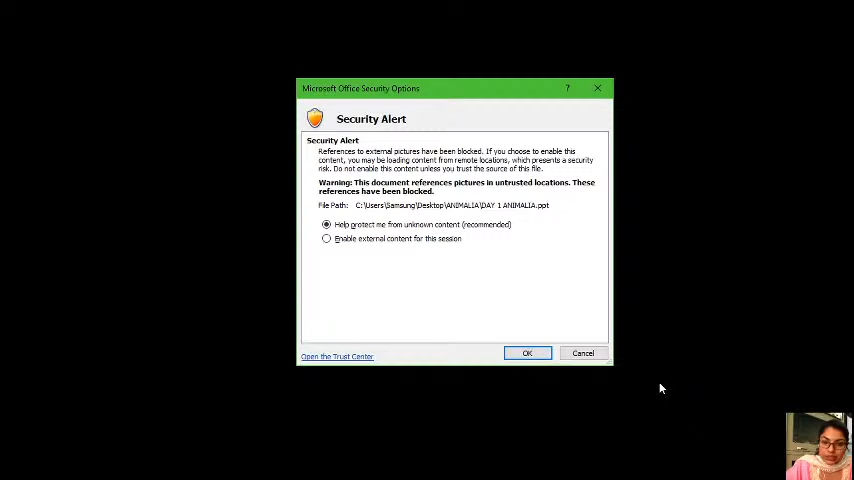 Microsoft Office Security Options
?
Security Alert
Security Alert
References to external pictures have been blocked. If you choose to enable this
content, you may be loading content from remote locations, which presents a security
risk. Do not enable this content unless you trust the source of this file.
Warning: This document references pictures in untrusted locations. These
references have been blocked.
File Path: C:\Users\Samsung\Desktop\ANIMALIA\DAY 1 ANIMALIA.ppt
Help protect me from unknown content (recommended)
Enable external content for this session
Open the Trust Center
OK
Cancel